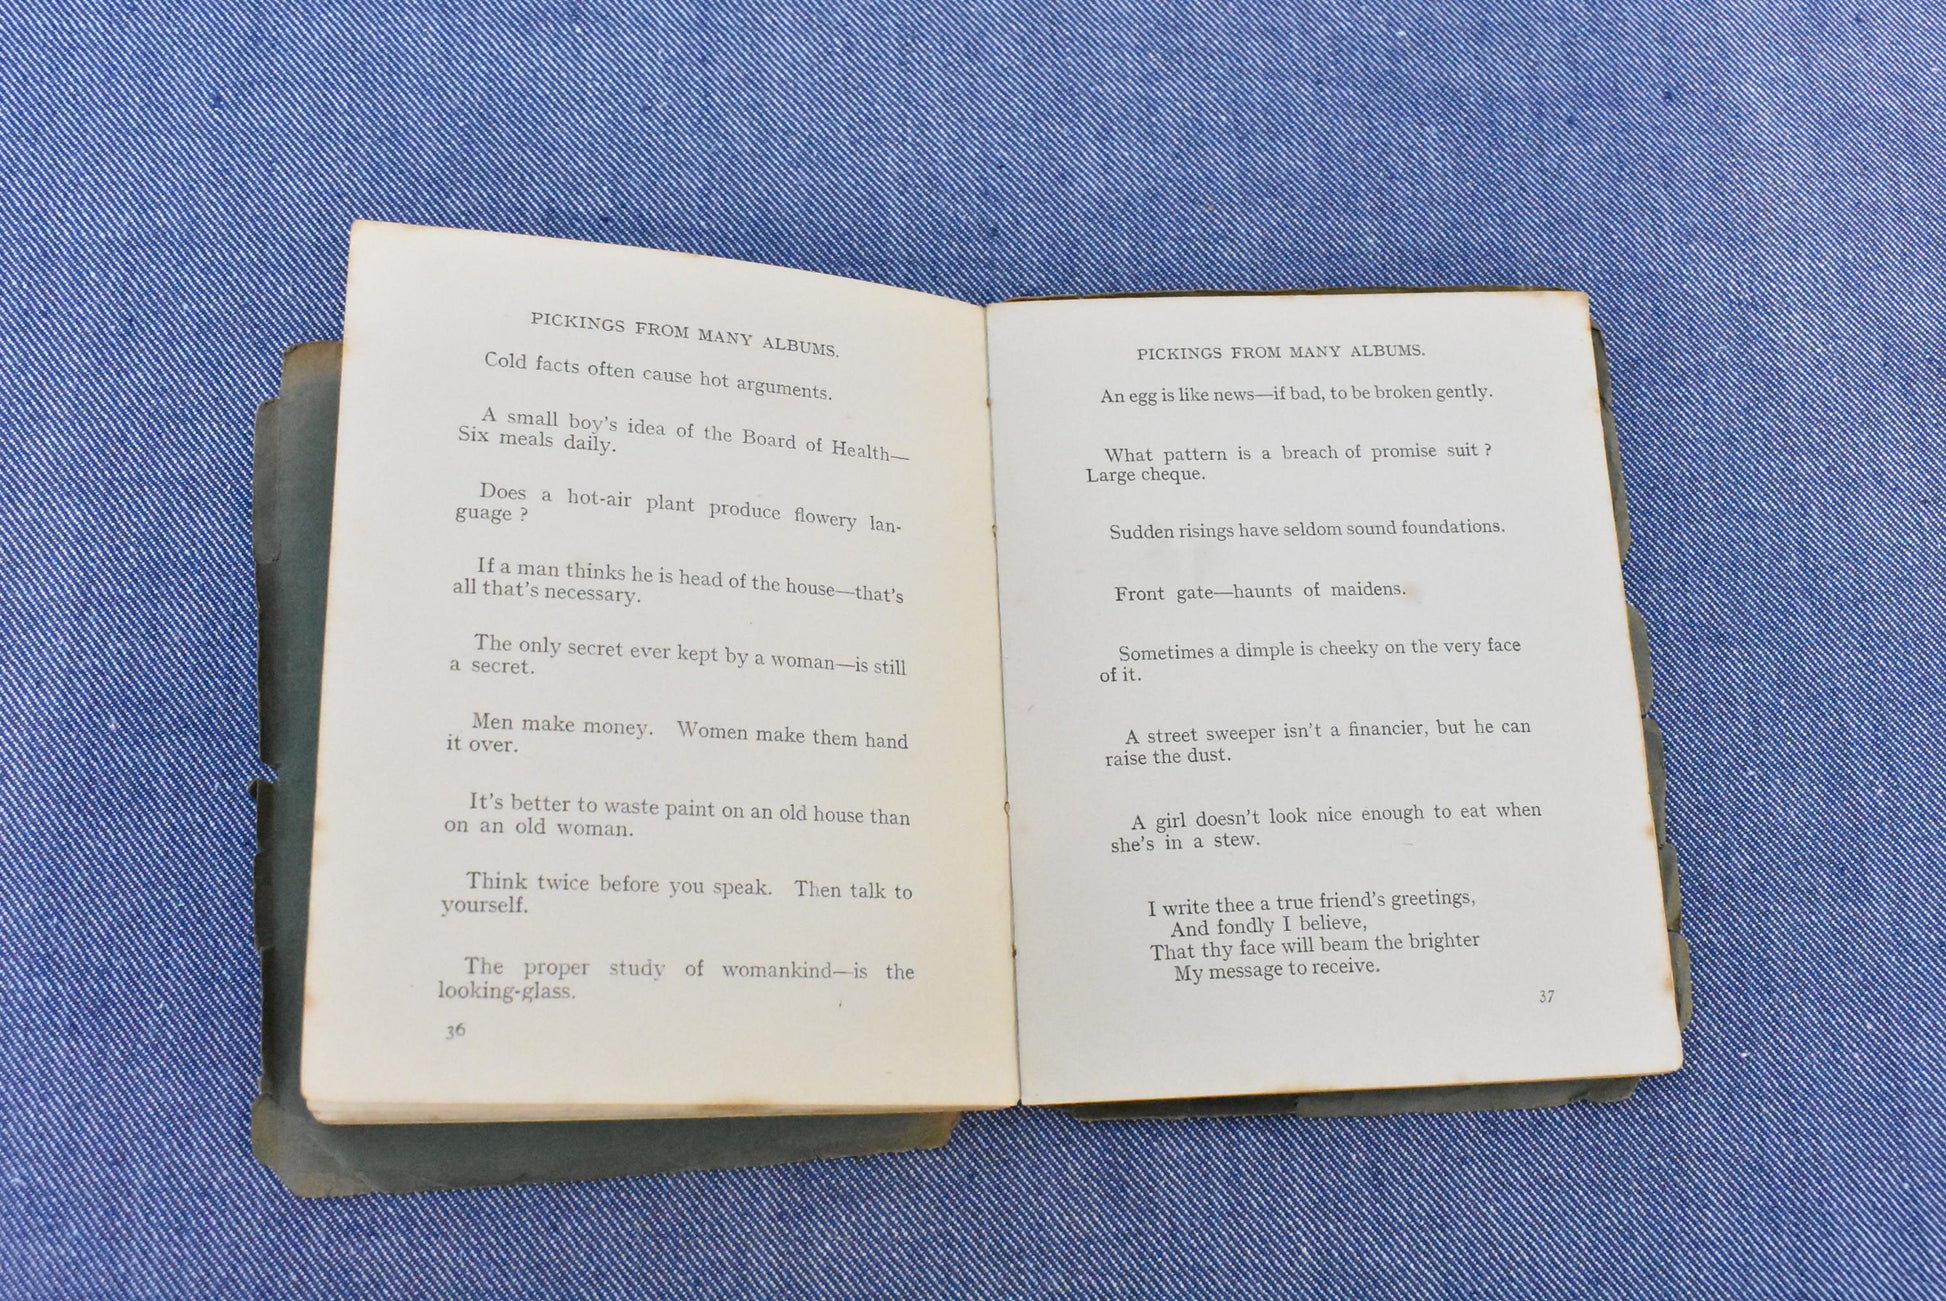 PICKINGS FROM MANY ALBUMS.
Cold facts often cause hot arguments.
A small boy's idea of the Board of Health—
Six meals daily.
Does a hot-air plant produce flowery lan-
guage ?
If a man thinks he is head of the house—that's
all that's necessary.
The only secret ever kept by a woman—is still
a secret.
Men make money. Women make them hand
it over.
It's better to waste paint on an old house than
on an old woman.
Think twice before you speak. Then talk to
yourself.
The proper study of womankind—is the
looking-glass.
36
PICKINGS FROM MANY ALBUMS.
An egg is like news—if bad, to be broken gently.
What pattern is a breach of promise suit ?
Large cheque.
Sudden risings have seldom sound foundations.
Front gate—haunts of maidens.
Sometimes a dimple is cheeky on the very face
of it.
A street sweeper isn't a financier, but he can
raise the dust.
A girl doesn't look nice enough to eat when
she's in a stew.
I write thee a true friend's greetings,
And fondly I believe,
That thy face will beam the brighter
My message to receive.
37